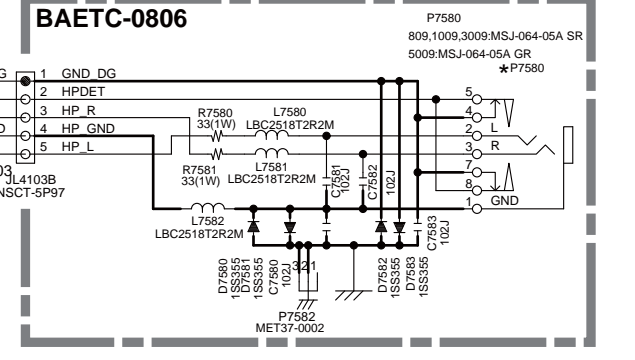 BAETC-0806
P7580
809,1009,3009:MSJ-064-05A SR
5009:MSJ-064-05A GR
*P7580
G
1 GND_DG
2 HPDET
3 HP_R
D 4 HP_GND
5 HP_L
03
JL4103B
NSCT-5P97
R7580
33(1W)
L7580
LBC2518T2R2M
R7581
33(1W)
L7581
LBC2518T2R2M
L7582
LBC2518T2R2M
C7581
102J
C7582
102J
C7583
102J
5
4
2 L
3 R
7
8
1 GND
D7580
1SS355
D7581
1SS355
C7580
102J
3 2 1
D7582
1SS355
D7583
1SS355
P7582
MET37-0002